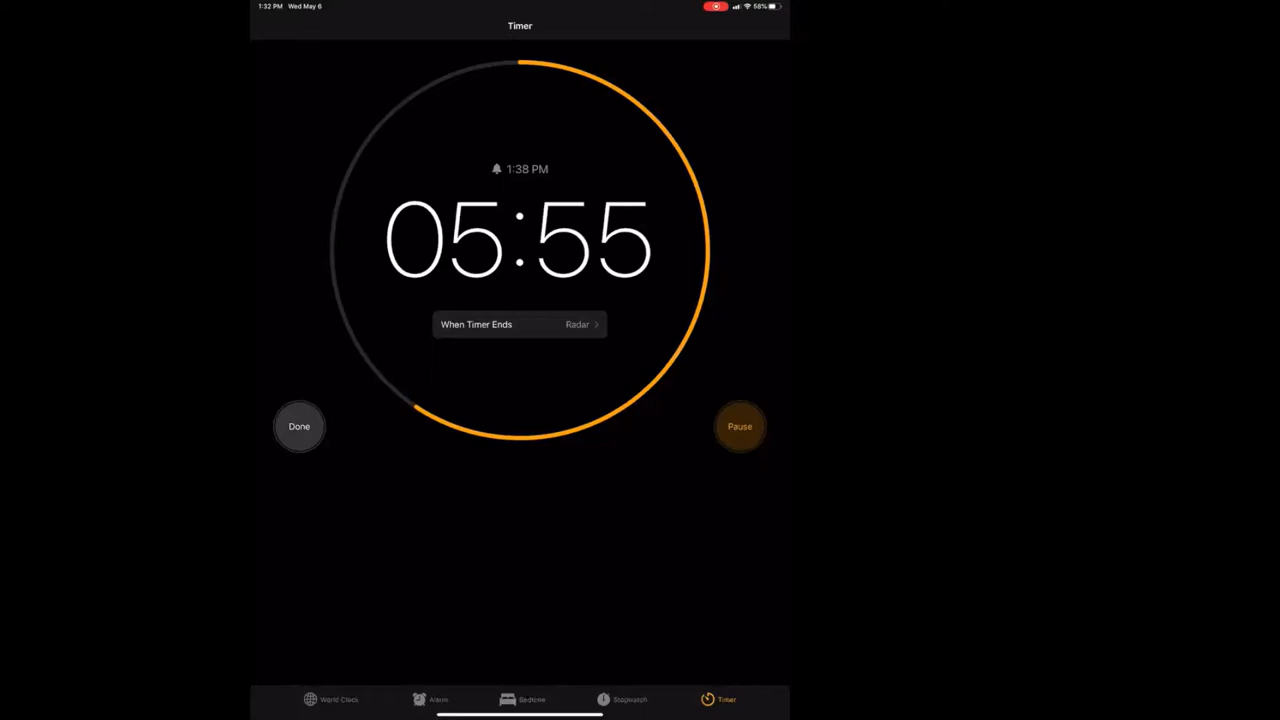 1:32 PM Wed May 6
58%
Timer
1:38 PM
05:55
When Timer Ends Radar
Done
Pause
World Clock Alarm Bedtime Stopwatch Timer